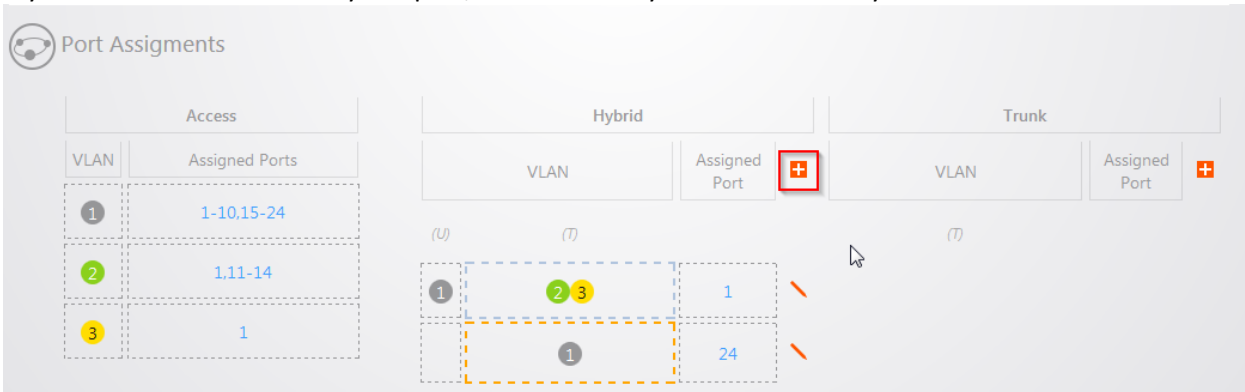 Port Assigments
Access Hybrid Trunk
VLAN Assigned Ports VLAN Assigned Port VLAN Assigned Port
1 1-10,15-24
(U) (T) (T)
2 1,11-14
1 2 3 1
3 1
1 24